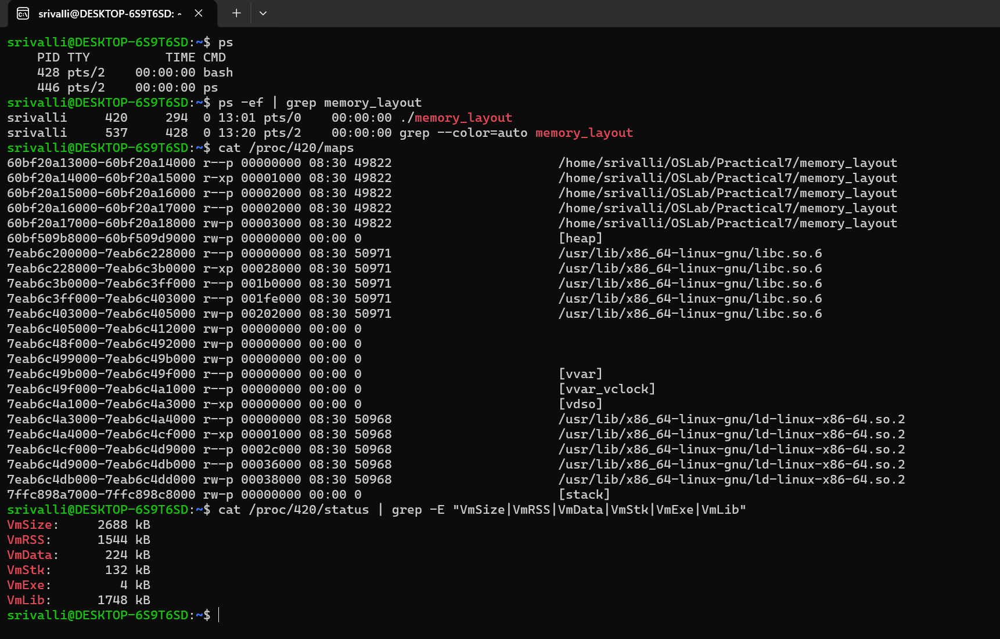 srivalli@DESKTOP-6S9T6SD: ~
srivalli@DESKTOP-6S9T6SD:~$ ps
    PID TTY          TIME CMD
    428 pts/2    00:00:00 bash
    446 pts/2    00:00:00 ps
srivalli@DESKTOP-6S9T6SD:~$ ps -ef | grep memory_layout
srivalli     420     294  0 13:01 pts/0    00:00:00 ./memory_layout
srivalli     537     428  0 13:20 pts/2    00:00:00 grep --color=auto memory_layout
srivalli@DESKTOP-6S9T6SD:~$ cat /proc/420/maps
60bf20a13000-60bf20a14000 r--p 00000000 08:30 49822                      /home/srivalli/OSLab/Practical7/memory_layout
60bf20a14000-60bf20a15000 r-xp 00001000 08:30 49822                      /home/srivalli/OSLab/Practical7/memory_layout
60bf20a15000-60bf20a16000 r--p 00002000 08:30 49822                      /home/srivalli/OSLab/Practical7/memory_layout
60bf20a16000-60bf20a17000 r--p 00002000 08:30 49822                      /home/srivalli/OSLab/Practical7/memory_layout
60bf20a17000-60bf20a18000 rw-p 00003000 08:30 49822                      /home/srivalli/OSLab/Practical7/memory_layout
60bf509b8000-60bf509d9000 rw-p 00000000 00:00 0                          [heap]
7eab6c200000-7eab6c228000 r--p 00000000 08:30 50971                      /usr/lib/x86_64-linux-gnu/libc.so.6
7eab6c228000-7eab6c3b0000 r-xp 00028000 08:30 50971                      /usr/lib/x86_64-linux-gnu/libc.so.6
7eab6c3b0000-7eab6c3ff000 r--p 001b0000 08:30 50971                      /usr/lib/x86_64-linux-gnu/libc.so.6
7eab6c3ff000-7eab6c403000 r--p 001fe000 08:30 50971                      /usr/lib/x86_64-linux-gnu/libc.so.6
7eab6c403000-7eab6c405000 rw-p 00202000 08:30 50971                      /usr/lib/x86_64-linux-gnu/libc.so.6
7eab6c405000-7eab6c412000 rw-p 00000000 00:00 0
7eab6c48f000-7eab6c492000 rw-p 00000000 00:00 0
7eab6c499000-7eab6c49b000 rw-p 00000000 00:00 0
7eab6c49b000-7eab6c49f000 r--p 00000000 00:00 0                          [vvar]
7eab6c49f000-7eab6c4a1000 r--p 00000000 00:00 0                          [vvar_vclock]
7eab6c4a1000-7eab6c4a3000 r-xp 00000000 00:00 0                          [vdso]
7eab6c4a3000-7eab6c4a4000 r--p 00000000 08:30 50968                      /usr/lib/x86_64-linux-gnu/ld-linux-x86-64.so.2
7eab6c4a4000-7eab6c4cf000 r-xp 00001000 08:30 50968                      /usr/lib/x86_64-linux-gnu/ld-linux-x86-64.so.2
7eab6c4cf000-7eab6c4d9000 r--p 0002c000 08:30 50968                      /usr/lib/x86_64-linux-gnu/ld-linux-x86-64.so.2
7eab6c4d9000-7eab6c4db000 r--p 00036000 08:30 50968                      /usr/lib/x86_64-linux-gnu/ld-linux-x86-64.so.2
7eab6c4db000-7eab6c4dd000 rw-p 00038000 08:30 50968                      /usr/lib/x86_64-linux-gnu/ld-linux-x86-64.so.2
7ffc898a7000-7ffc898c8000 rw-p 00000000 00:00 0                          [stack]
srivalli@DESKTOP-6S9T6SD:~$ cat /proc/420/status | grep -E "VmSize|VmRSS|VmData|VmStk|VmExe|VmLib"
VmSize:     2688 kB
VmRSS:      1544 kB
VmData:      224 kB
VmStk:       132 kB
VmExe:         4 kB
VmLib:      1748 kB
srivalli@DESKTOP-6S9T6SD:~$